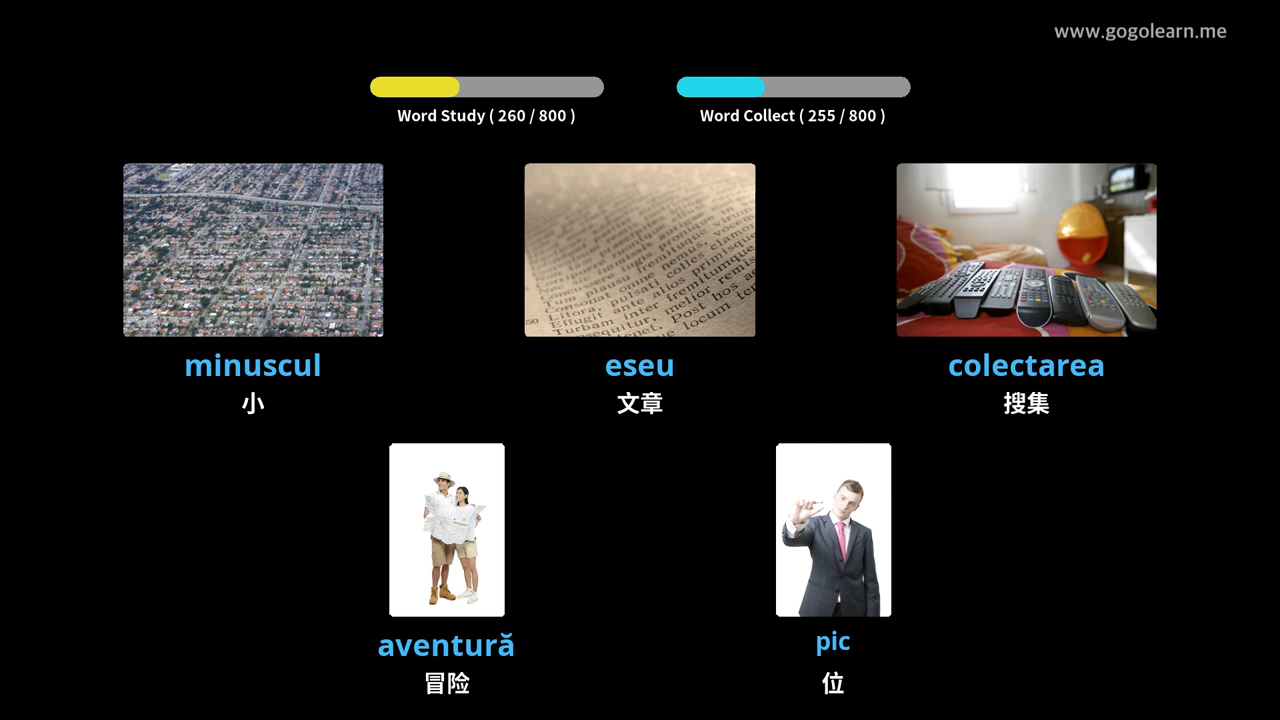 www.gogolearn.me
Word Study ( 260 / 800 )
Word Collect ( 255 / 800 )
minuscul
小
eseu
文章
colectarea
搜集
aventură
冒险
pic
位